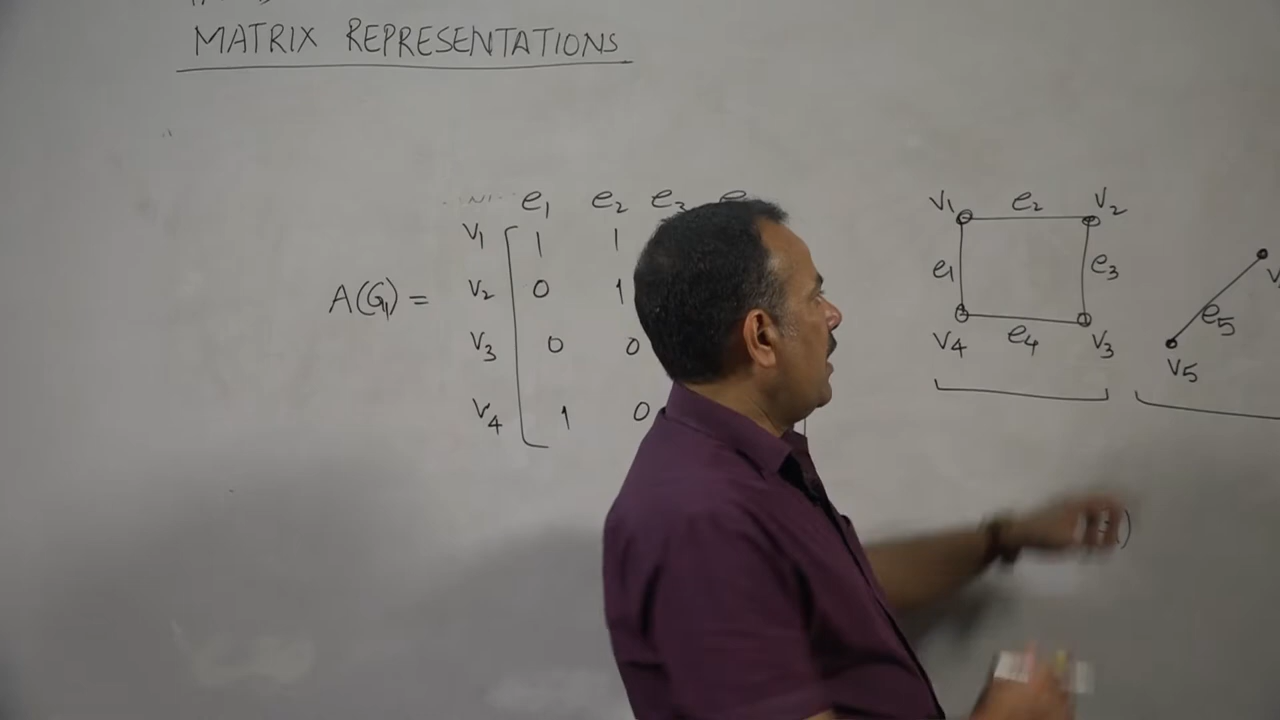 MATRIX REPRESENTATIONS
e₁ e₂ e₃
v₁ 1 1
A(G₁) = v₂ 0 1
v₃ 0 0
v₄ 1 0
v₁ e₂ v₂
e₁ e₃
v₄ e₄ v₃
e₅
v₅